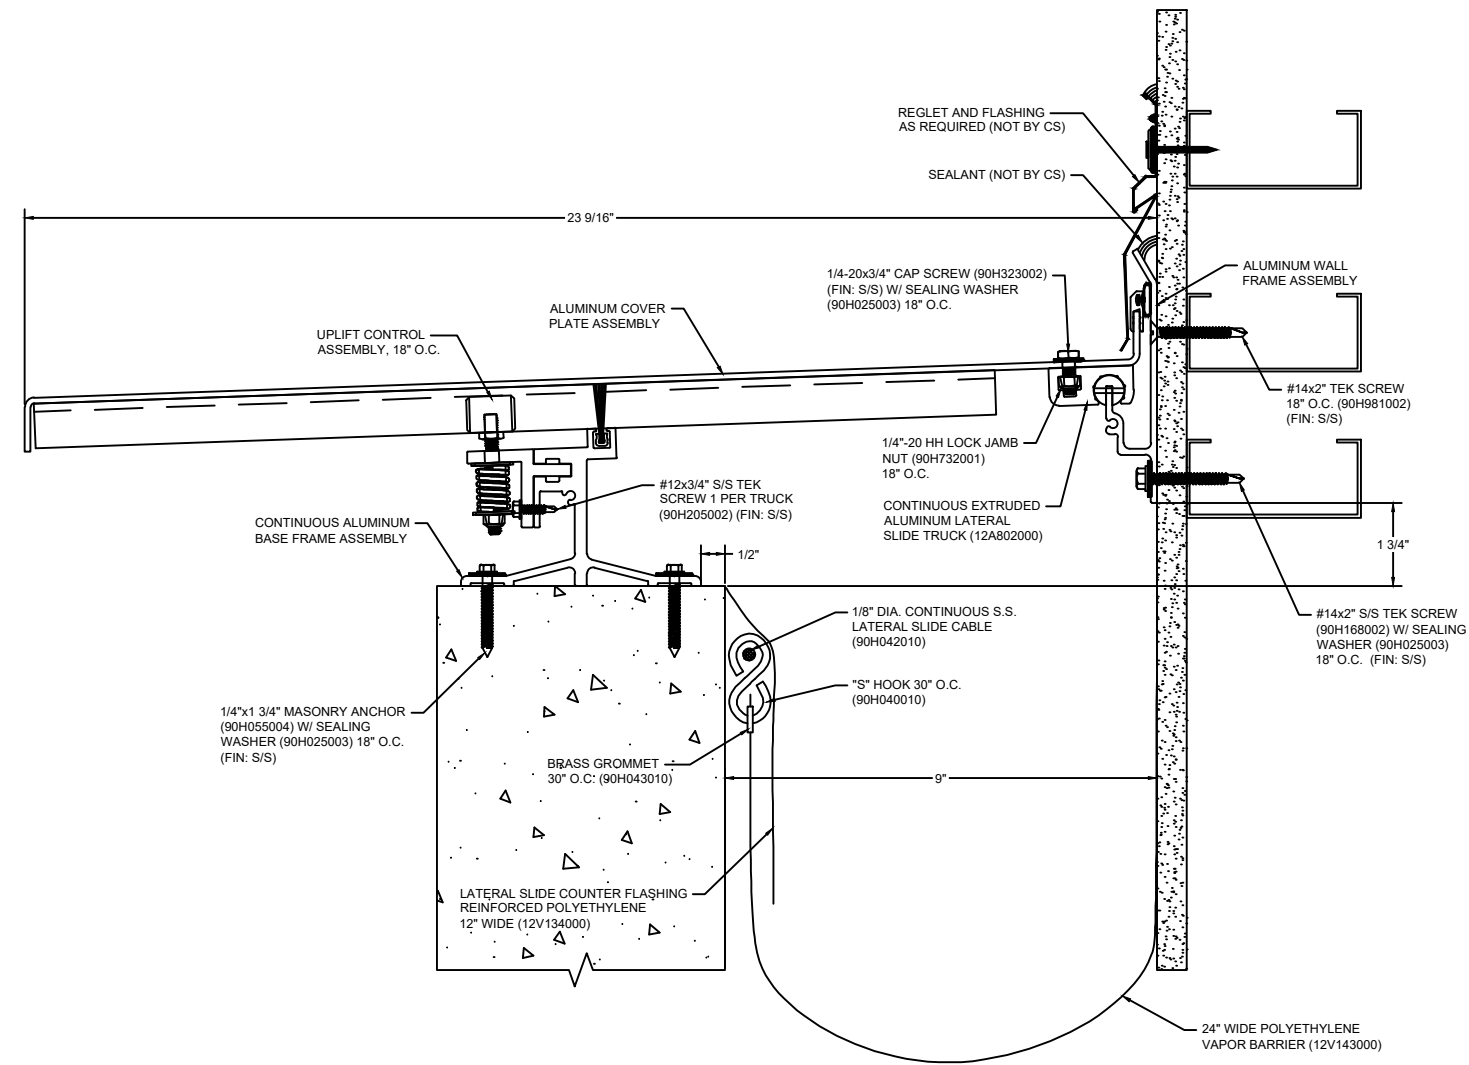 REGLET AND FLASHING
AS REQUIRED (NOT BY CS)
SEALANT (NOT BY CS)
23 9/16"
1/4-20x3/4" CAP SCREW (90H323002)
(FIN: S/S) W/ SEALING WASHER
(90H025003) 18" O.C.
ALUMINUM WALL
FRAME ASSEMBLY
ALUMINUM COVER
PLATE ASSEMBLY
UPLIFT CONTROL
ASSEMBLY, 18" O.C.
#14x2" TEK SCREW
18" O.C. (90H981002)
(FIN: S/S)
1/4"-20 HH LOCK JAMB
NUT (90H732001)
18" O.C.
#12x3/4" S/S TEK
SCREW 1 PER TRUCK
(90H205002) (FIN: S/S)
CONTINUOUS EXTRUDED
ALUMINUM LATERAL
SLIDE TRUCK (12A802000)
CONTINUOUS ALUMINUM
BASE FRAME ASSEMBLY
1/2"
1 3/4"
1/8" DIA. CONTINUOUS S.S.
LATERAL SLIDE CABLE
(90H042010)
#14x2" S/S TEK SCREW
(90H168002) W/ SEALING
WASHER (90H025003)
18" O.C. (FIN: S/S)
"S" HOOK 30" O.C.
(90H040010)
1/4"x1 3/4" MASONRY ANCHOR
(90H055004) W/ SEALING
WASHER (90H025003) 18" O.C.
(FIN: S/S)
BRASS GROMMET
30" O.C. (90H043010)
9"
LATERAL SLIDE COUNTER FLASHING
REINFORCED POLYETHYLENE
12" WIDE (12V134000)
24" WIDE POLYETHYLENE
VAPOR BARRIER (12V143000)